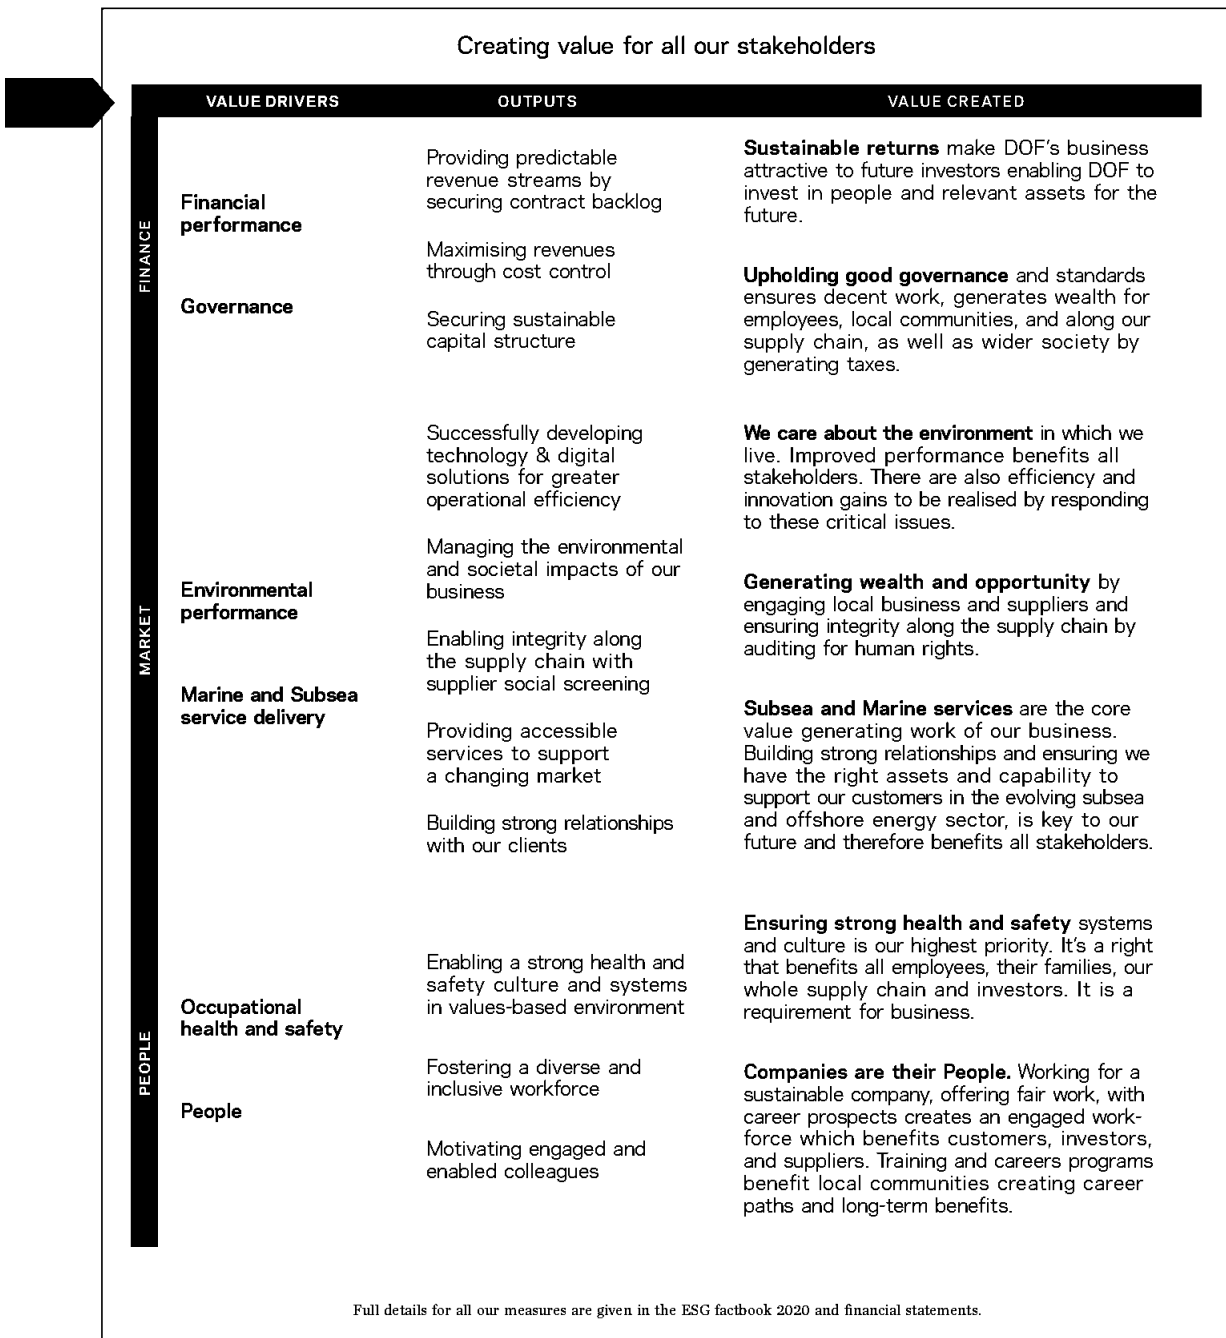 Creating value for all our stakeholders
VALUE DRIVERS
OUTPUTS
VALUE CREATED
FINANCE
Financial
performance
Governance
Providing predictable
revenue streams by
securing contract backlog
Maximising revenues
through cost control
Securing sustainable
capital structure
Sustainable returns make DOF's business
attractive to future investors enabling DOF to
invest in people and relevant assets for the
future.
Upholding good governance and standards
ensures decent work, generates wealth for
employees, local communities, and along our
supply chain, as well as wider society by
generating taxes.
MARKET
Environmental
performance
Marine and Subsea
service delivery
Successfully developing
technology & digital
solutions for greater
operational efficiency
Managing the environmental
and societal impacts of our
business
Enabling integrity along
the supply chain with
supplier social screening
Providing accessible
services to support
a changing market
Building strong relationships
with our clients
We care about the environment in which we
live. Improved performance benefits all
stakeholders. There are also efficiency and
innovation gains to be realised by responding
to these critical issues.
Generating wealth and opportunity by
engaging local business and suppliers and
ensuring integrity along the supply chain by
auditing for human rights.
Subsea and Marine services are the core
value generating work of our business.
Building strong relationships and ensuring we
have the right assets and capability to
support our customers in the evolving subsea
and offshore energy sector, is key to our
future and therefore benefits all stakeholders.
PEOPLE
Occupational
health and safety
People
Enabling a strong health and
safety culture and systems
in values-based environment
Fostering a diverse and
inclusive workforce
Motivating engaged and
enabled colleagues
Ensuring strong health and safety systems
and culture is our highest priority. It's a right
that benefits all employees, their families, our
whole supply chain and investors. It is a
requirement for business.
Companies are their People. Working for a
sustainable company, offering fair work, with
career prospects creates an engaged work-
force which benefits customers, investors,
and suppliers. Training and careers programs
benefit local communities creating career
paths and long-term benefits.
Full details for all our measures are given in the ESG factbook 2020 and financial statements.